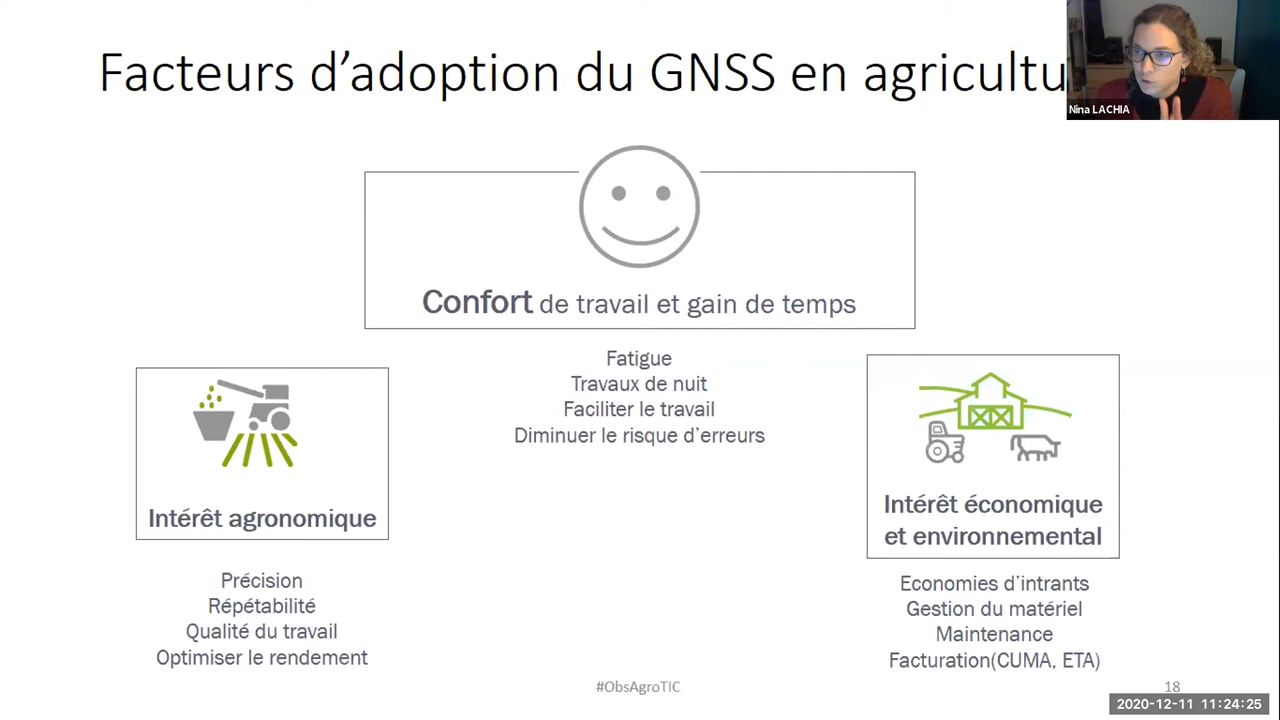 Facteurs d’adoption du GNSS en agricultu
Nina LACHIA
Confort de travail et gain de temps
Fatigue
Travaux de nuit
Faciliter le travail
Diminuer le risque d’erreurs
Intérêt agronomique
Précision
Répétabilité
Qualité du travail
Optimiser le rendement
Intérêt économique
et environnemental
Economies d’intrants
Gestion du matériel
Maintenance
Facturation(CUMA, ETA)
#ObsAgroTIC
18
2020-12-11 11:24:25